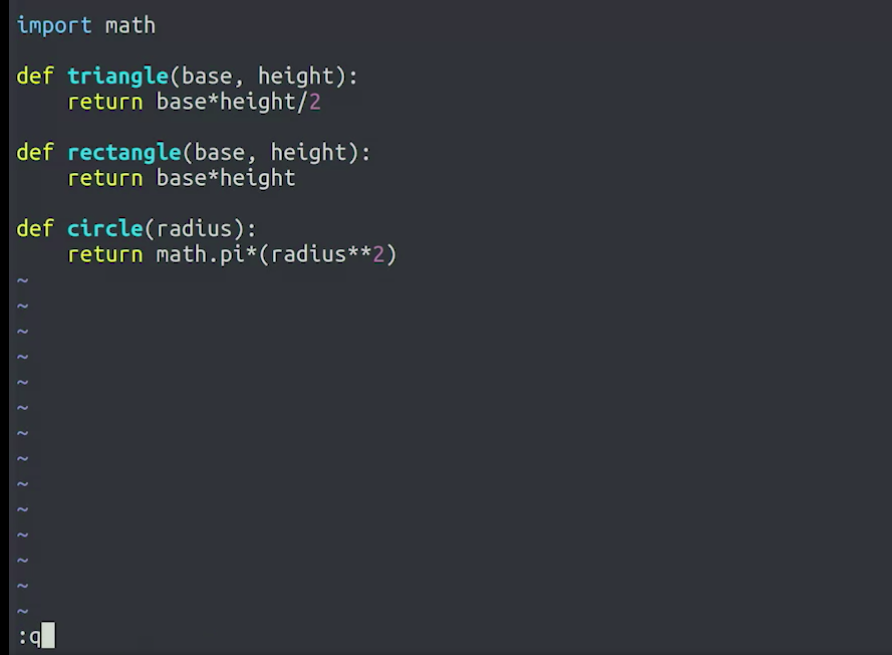 import math

def triangle(base, height):
    return base*height/2

def rectangle(base, height):
    return base*height

def circle(radius):
    return math.pi*(radius**2)
~
~
~
~
~
~
~
~
~
~
~
~
~
~
:q